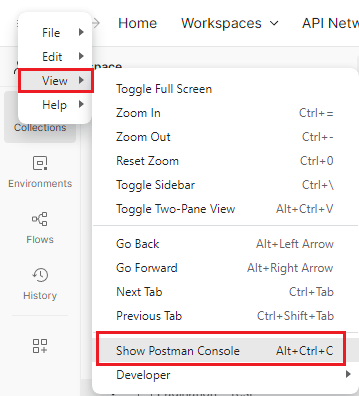 Home Workspaces API Netw
File
Edit
View
Help
Collections
Environments
Flows
History
Toggle Full Screen
Zoom In Ctrl+=
Zoom Out Ctrl+-
Reset Zoom Ctrl+0
Toggle Sidebar Ctrl+\
Toggle Two-Pane View Alt+Ctrl+V
Go Back Alt+Left Arrow
Go Forward Alt+Right Arrow
Next Tab Ctrl+Tab
Previous Tab Ctrl+Shift+Tab
Show Postman Console Alt+Ctrl+C
Developer